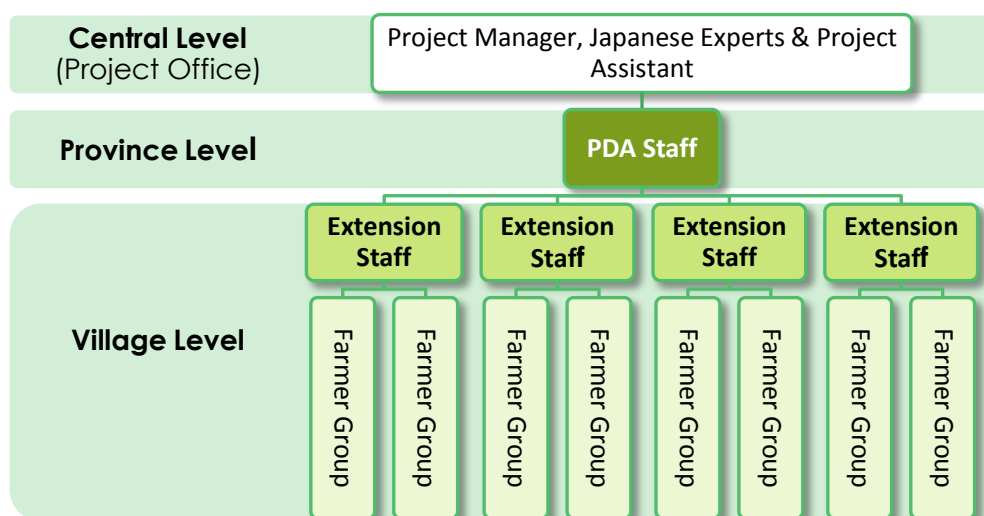 Central Level
(Project Office)
Project Manager, Japanese Experts & Project
Assistant
Province Level
PDA Staff
Village Level
Extension
Staff
Extension
Staff
Extension
Staff
Extension
Staff
Farmer Group
Farmer Group
Farmer Group
Farmer Group
Farmer Group
Farmer Group
Farmer Group
Farmer Group